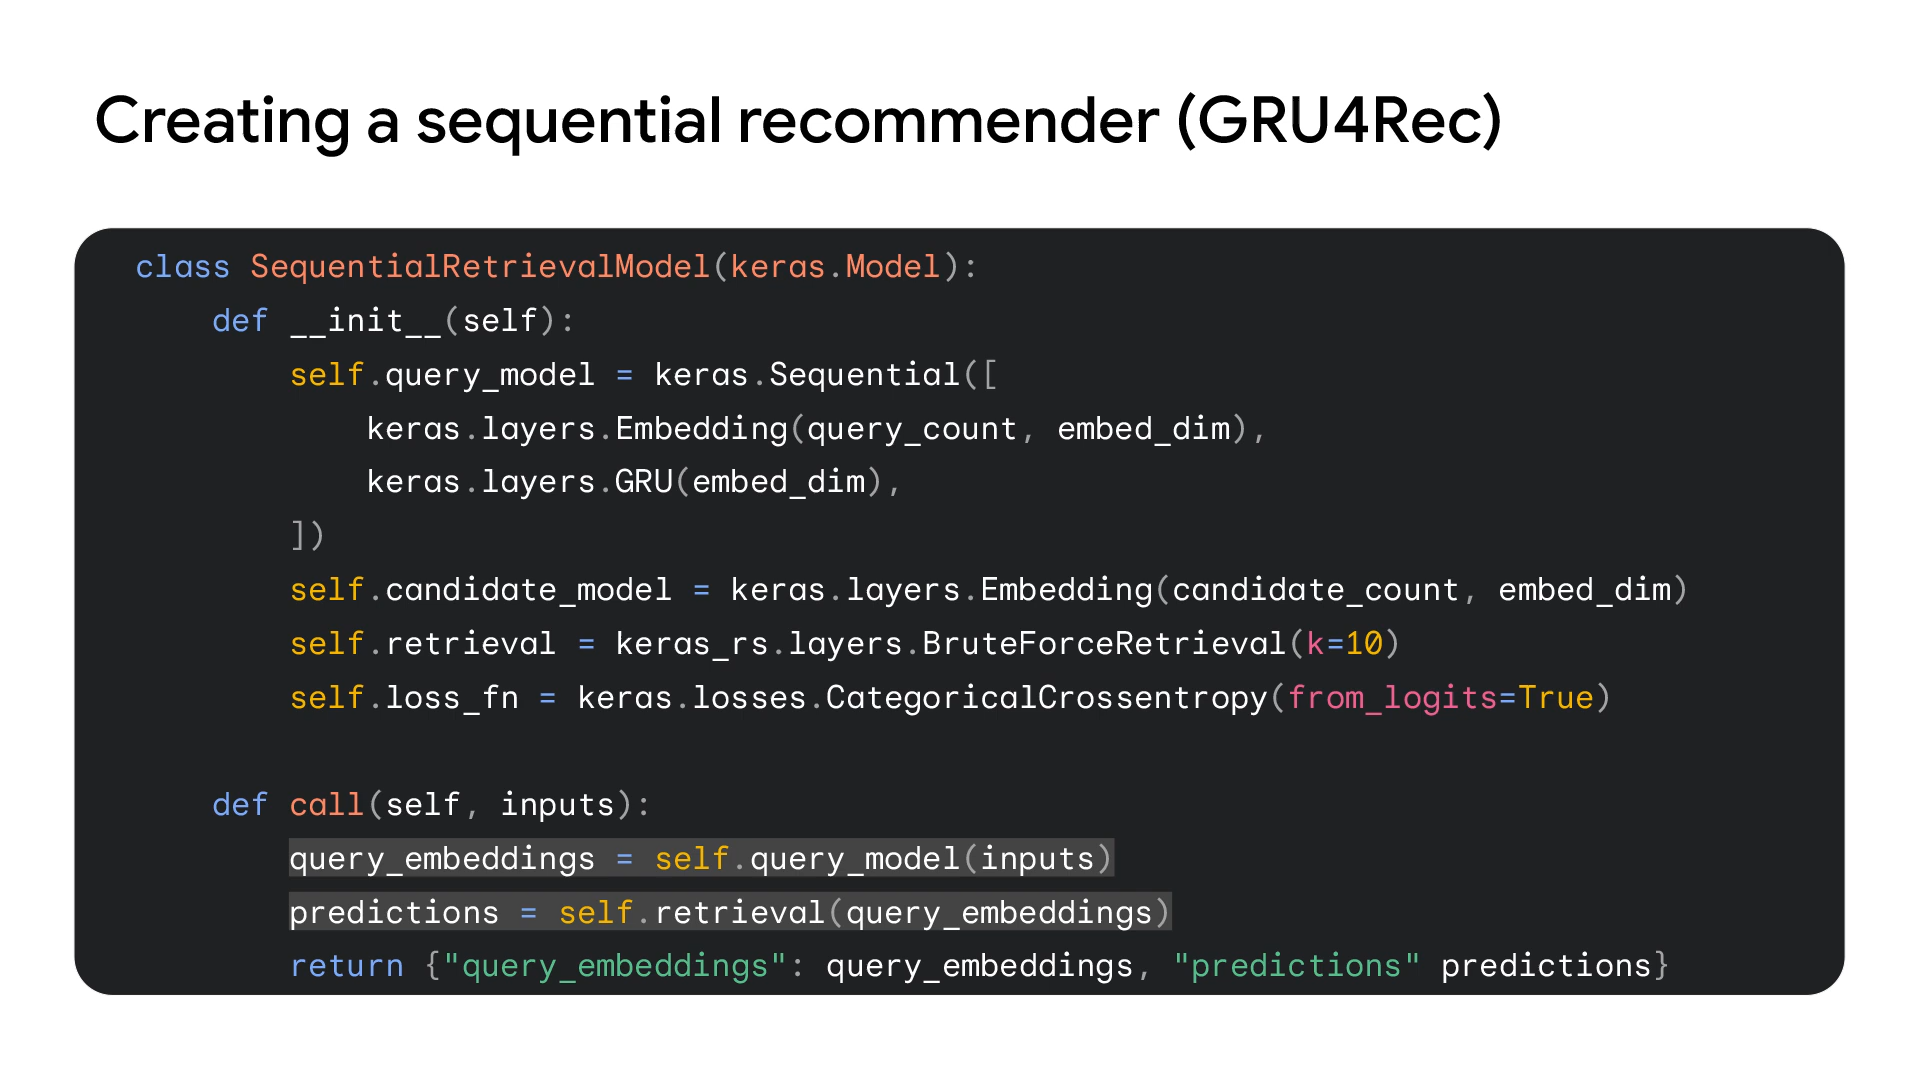 Creating a sequential recommender (GRU4Rec)
class SequentialRetrievalModel(keras.Model):
def __init__(self):
self.query_model = keras.Sequential([
keras.layers.Embedding(query_count, embed_dim),
keras.layers.GRU(embed_dim),
])
self.candidate_model = keras.layers.Embedding(candidate_count, embed_dim)
self.retrieval = keras_rs.layers.BruteForceRetrieval(k=10)
self.loss_fn = keras.losses.CategoricalCrossentropy(from_logits=True)
def call(self, inputs):
query_embeddings = self.query_model(inputs)
predictions = self.retrieval(query_embeddings)
return {"query_embeddings": query_embeddings, "predictions" predictions}